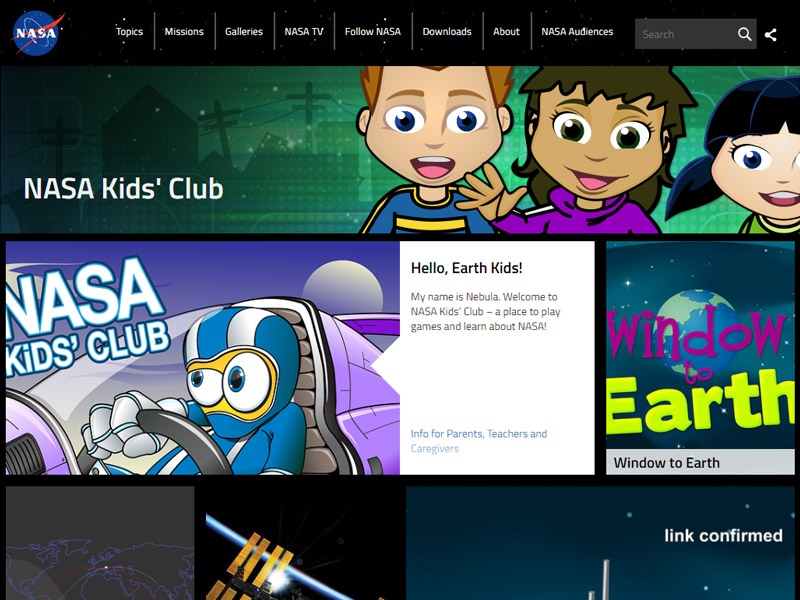 NASA
Topics
Missions
Galleries
NASA TV
Follow NASA
Downloads
About
NASA Audiences
Search
NASA Kids' Club
NASA
KiDS' CLUB
Hello, Earth Kids!
My name is Nebula. Welcome to
NASA Kids' Club – a place to play
games and learn about NASA!
Info for Parents, Teachers and
Caregivers
Window
to
Earth
Window to Earth
link confirmed